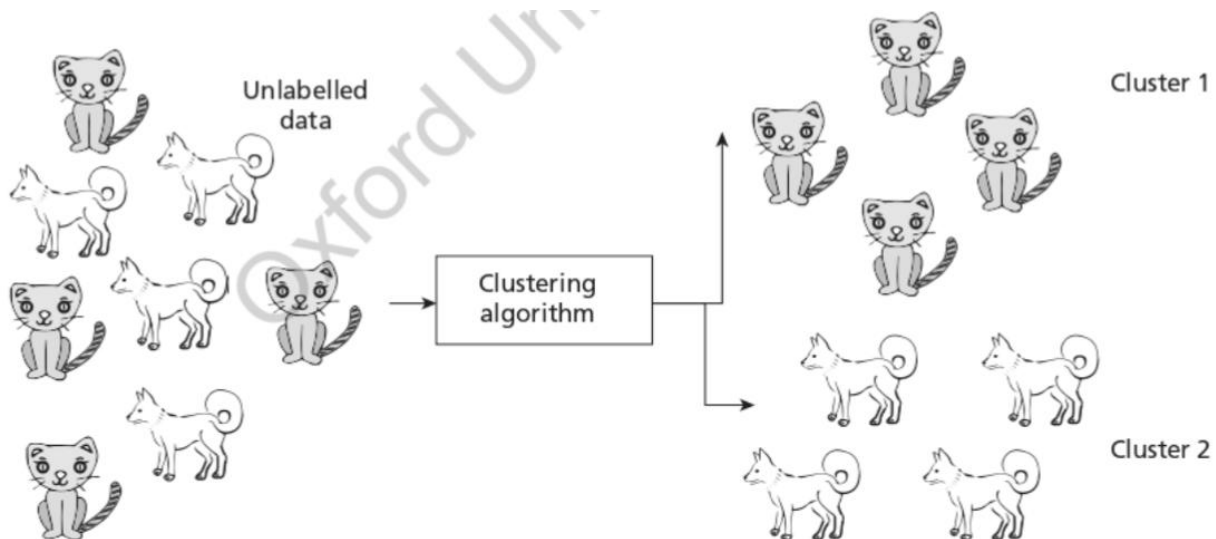 Oxford Uni
Unlabelled
data
Clustering
algorithm
Cluster 1
Cluster 2